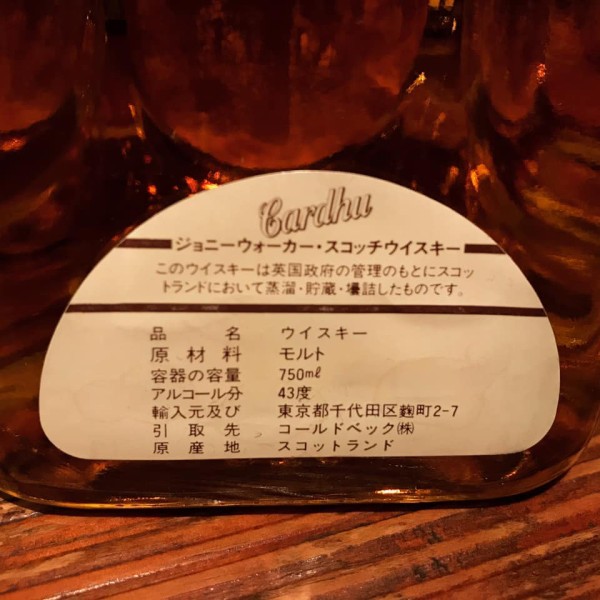 Cardhu
ジョニーウォーカー・スコッチウイスキー
このウイスキーは英国政府の管理のもとにスコッ
トランドにおいて蒸溜・貯蔵・壜詰したものです。
品名 ウイスキー
原材料 モルト
容器の容量 750ml
アルコール分 43度
輸入元及び 東京都千代田区麹町2-7
引取先 コールドベック㈱
原産地 スコットランド